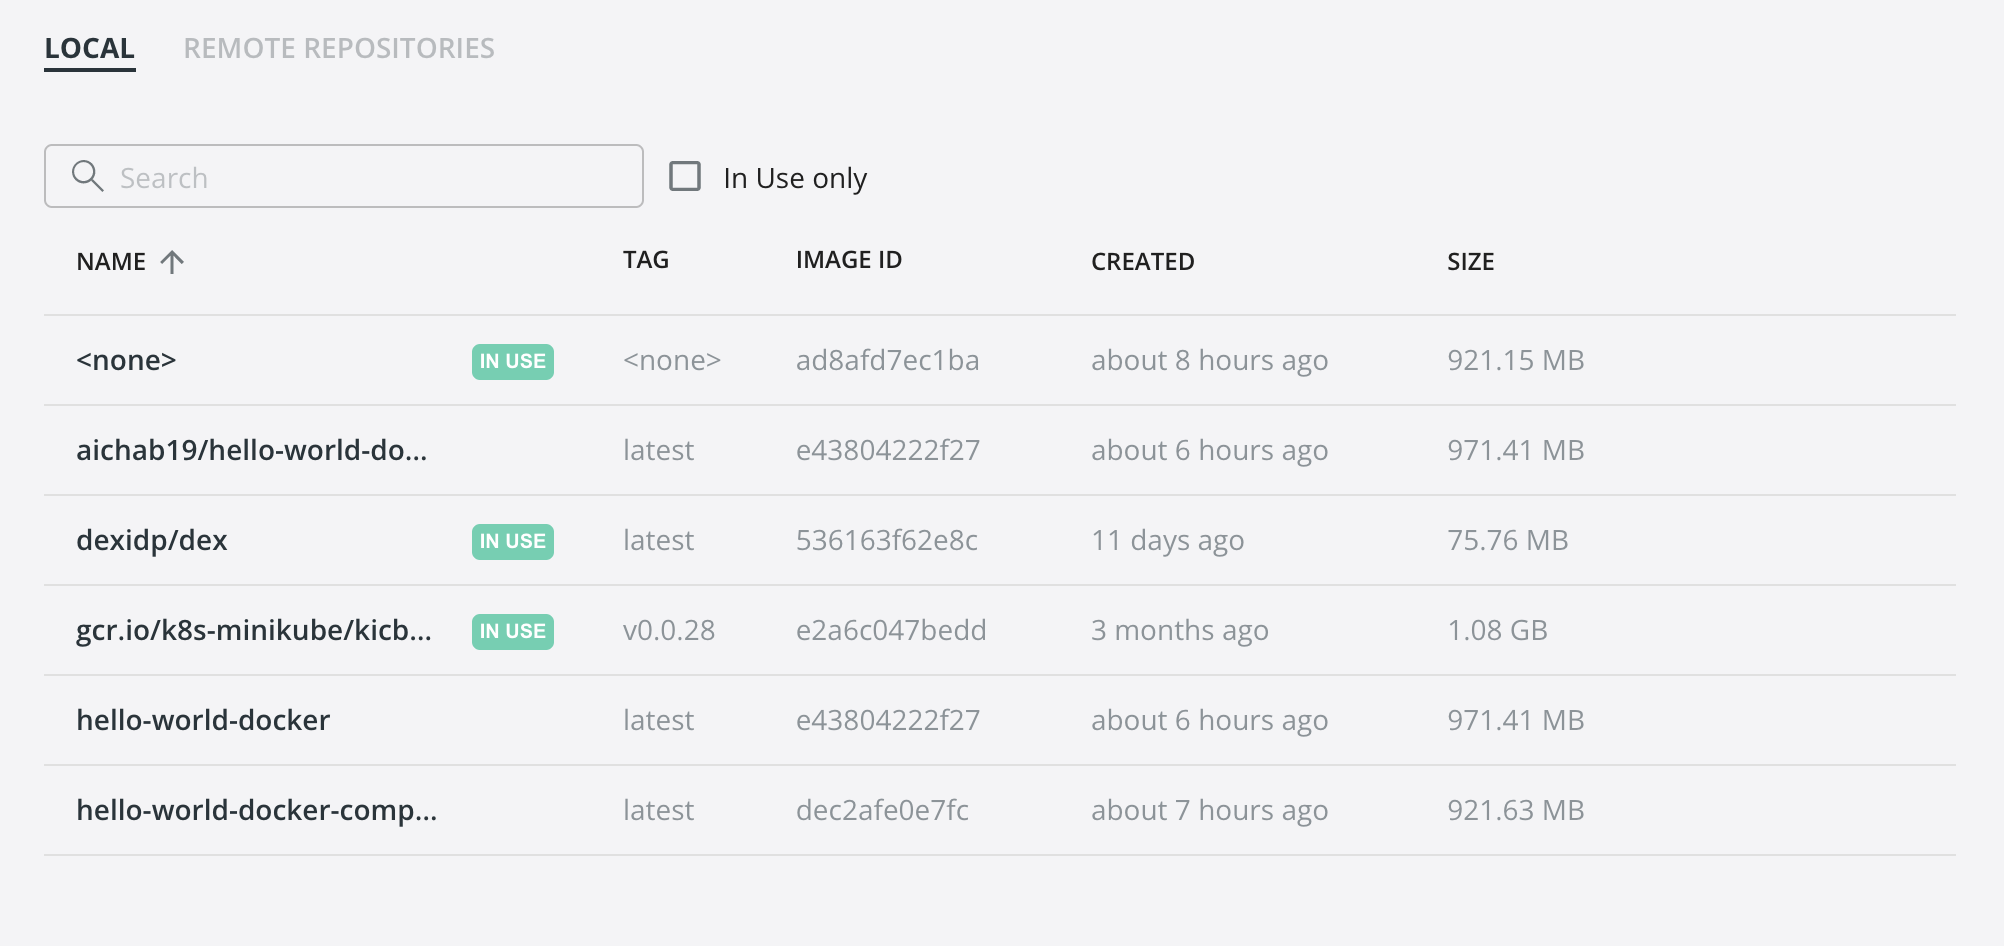 LOCAL REMOTE REPOSITORIES
Search In Use only
NAME TAG IMAGE ID CREATED SIZE
<none> IN USE <none> ad8afd7ec1ba about 8 hours ago 921.15 MB
aichab19/hello-world-do... latest e43804222f27 about 6 hours ago 971.41 MB
dexidp/dex IN USE latest 536163f62e8c 11 days ago 75.76 MB
gcr.io/k8s-minikube/kicb... IN USE v0.0.28 e2a6c047bedd 3 months ago 1.08 GB
hello-world-docker latest e43804222f27 about 6 hours ago 971.41 MB
hello-world-docker-comp... latest dec2afe0e7fc about 7 hours ago 921.63 MB